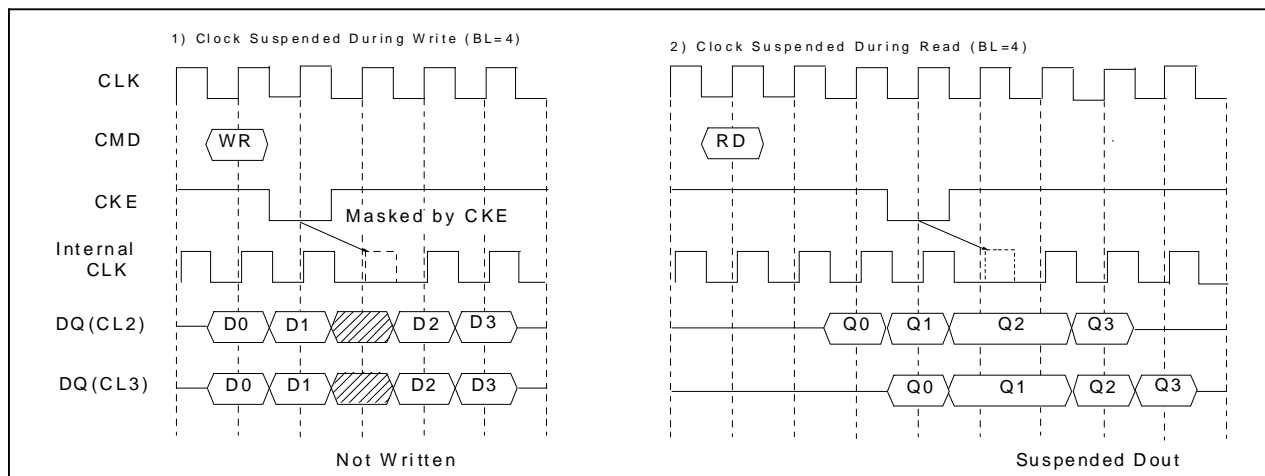 1) Clock Suspended During Write (BL=4)
2) Clock Suspended During Read (BL=4)
CLK
CMD
WR
RD
CKE
Masked by CKE
Internal
CLK
DQ(CL2)
D0 D1 D2 D3
Q0 Q1 Q2 Q3
DQ(CL3)
D0 D1 D2 D3
Q0 Q1 Q2 Q3
Not Written
Suspended Dout